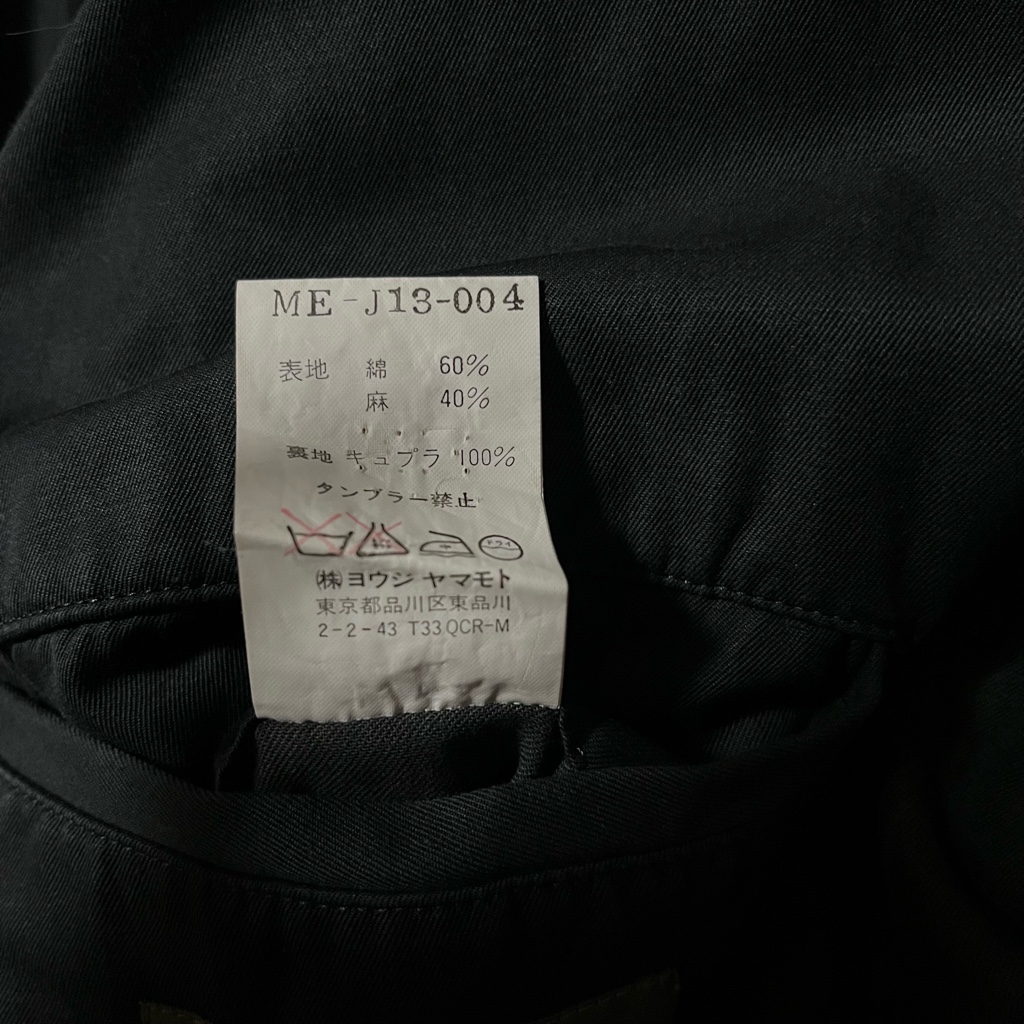 ME-J13-004
表地 綿 60%
麻 40%
裏地 キュプラ 100%
タンブラー禁止
ドライ
㈱ヨウジ ヤマモト
東京都品川区東品川
2-2-43 T33 QCR-M